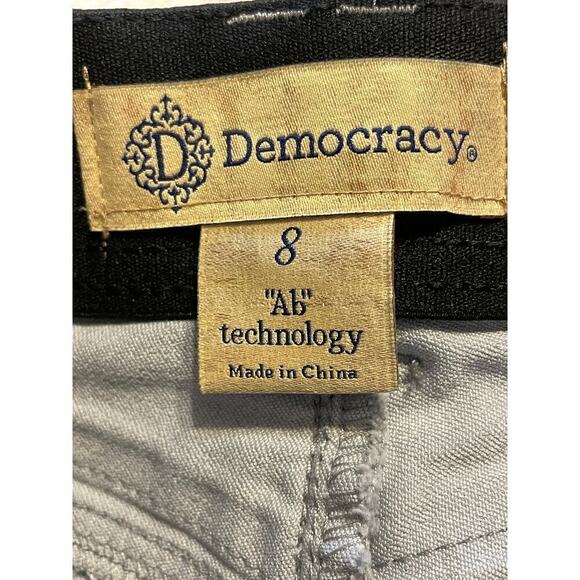 D Democracy®
8
"Ab"
technology
Made in China